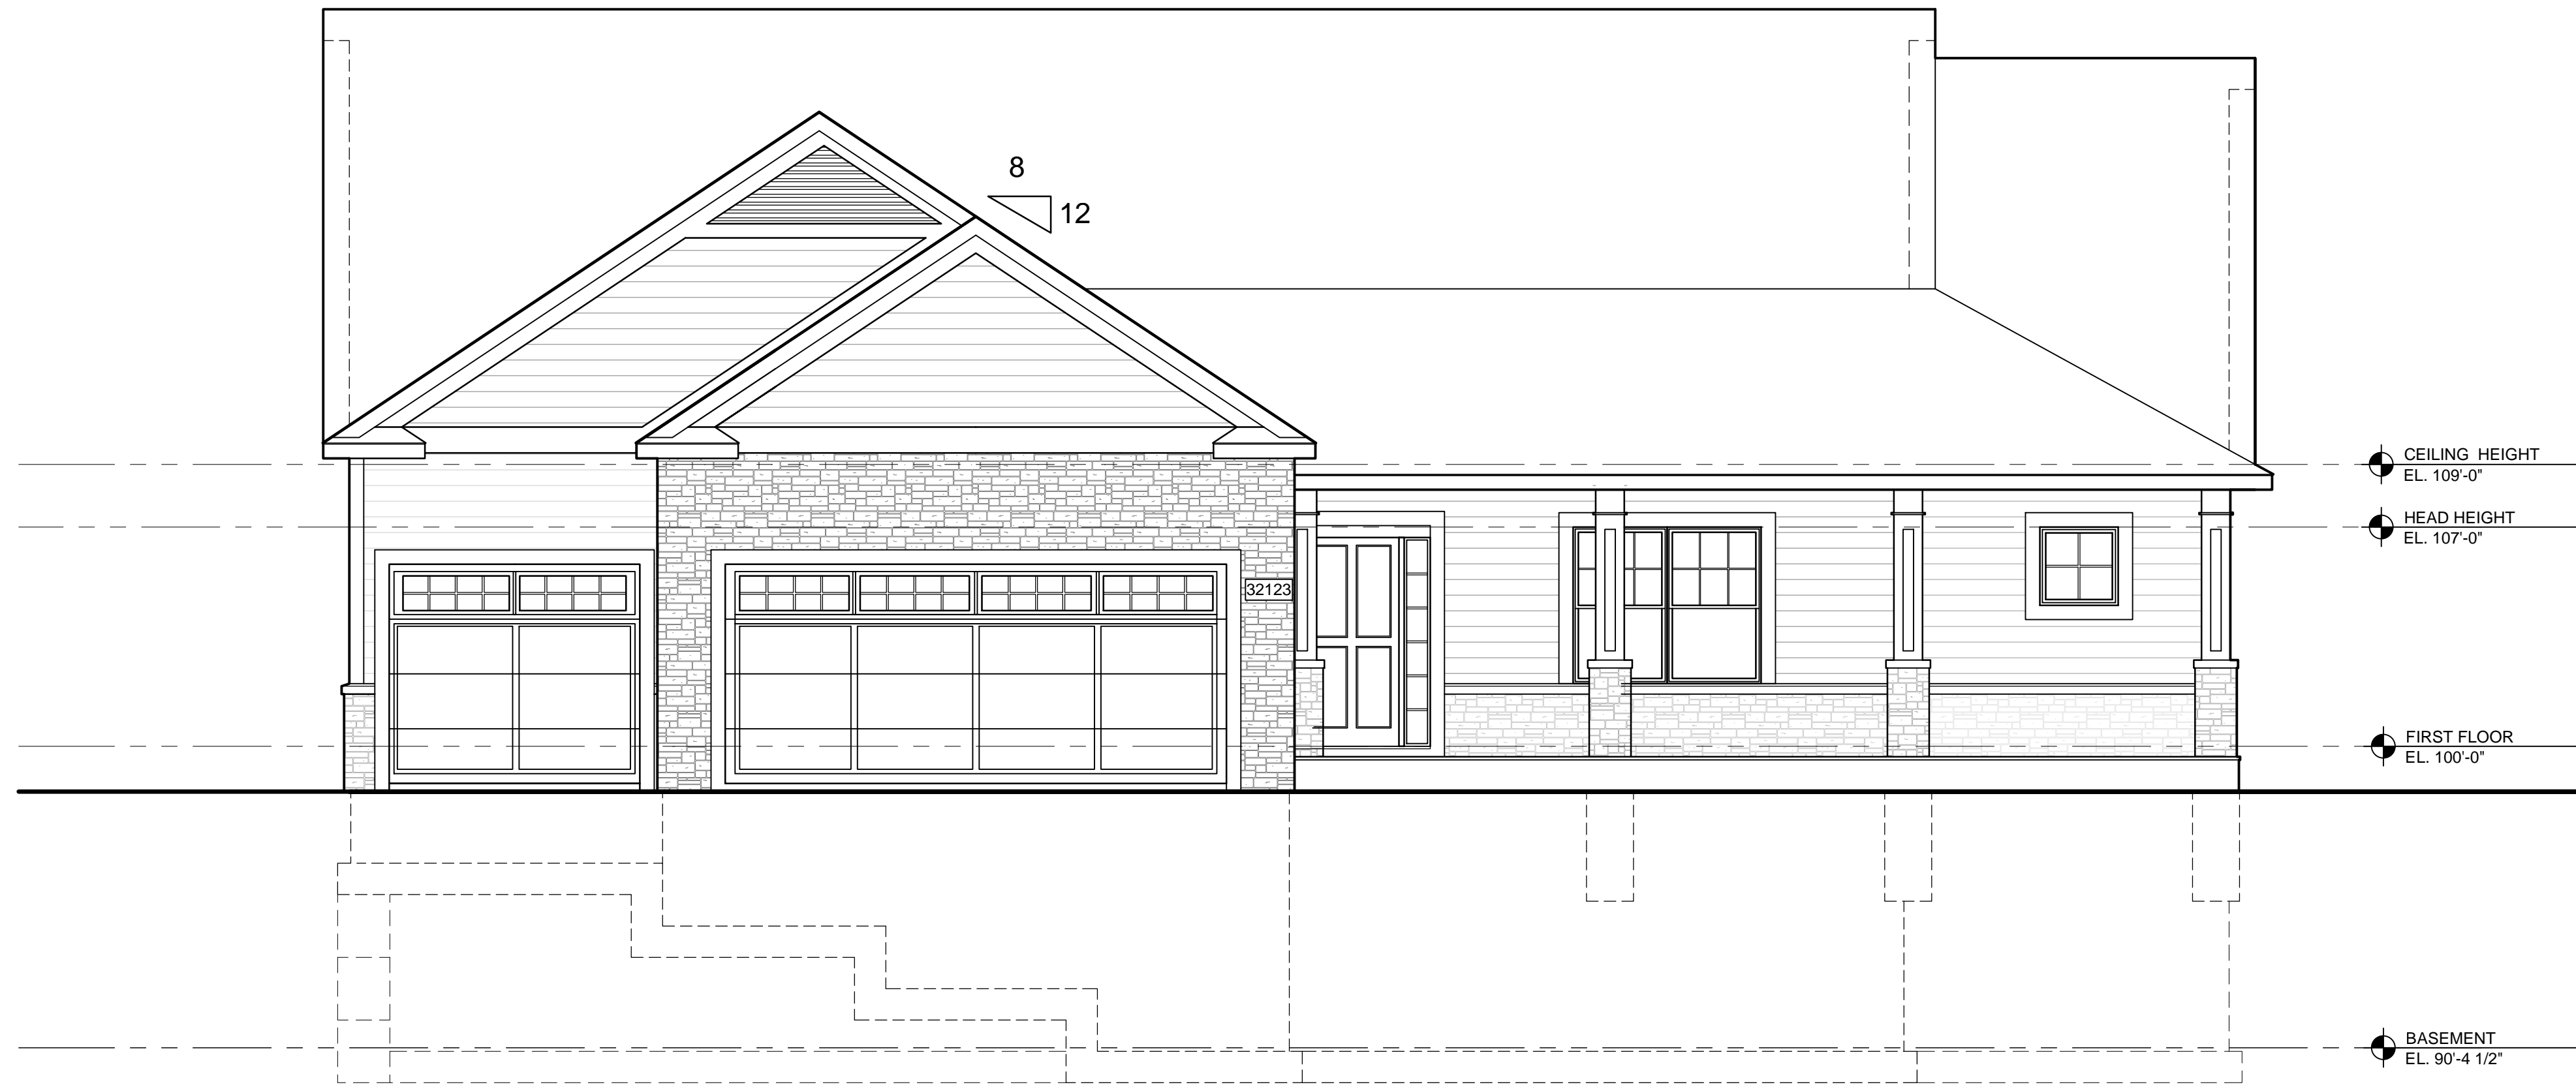 8
12
CEILING HEIGHT
EL. 109'-0"
HEAD HEIGHT
EL. 107'-0"
32123
FIRST FLOOR
EL. 100'-0"
BASEMENT
EL. 90'-4 1/2"